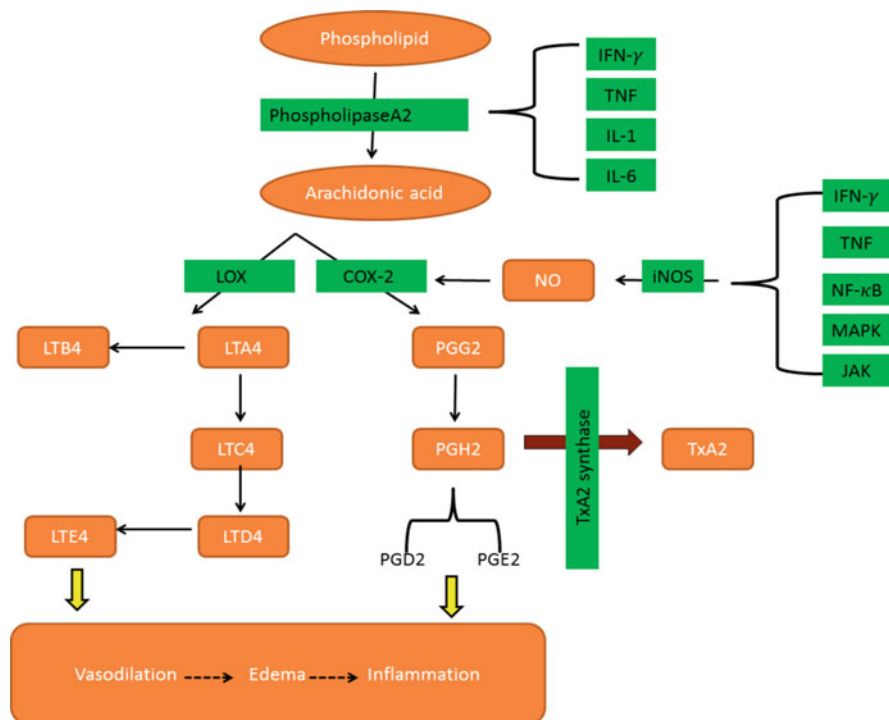 Phospholipid
PhospholipaseA2
IFN-γ
TNF
IL-1
IL-6
Arachidonic acid
IFN-γ
TNF
NF-κB
MAPK
JAK
LOX
COX-2
NO
iNOS
LTB4
LTA4
PGG2
LTC4
PGH2
TxA2 synthase
TxA2
LTE4
LTD4
PGD2
PGE2
Vasodilation
Edema
Inflammation